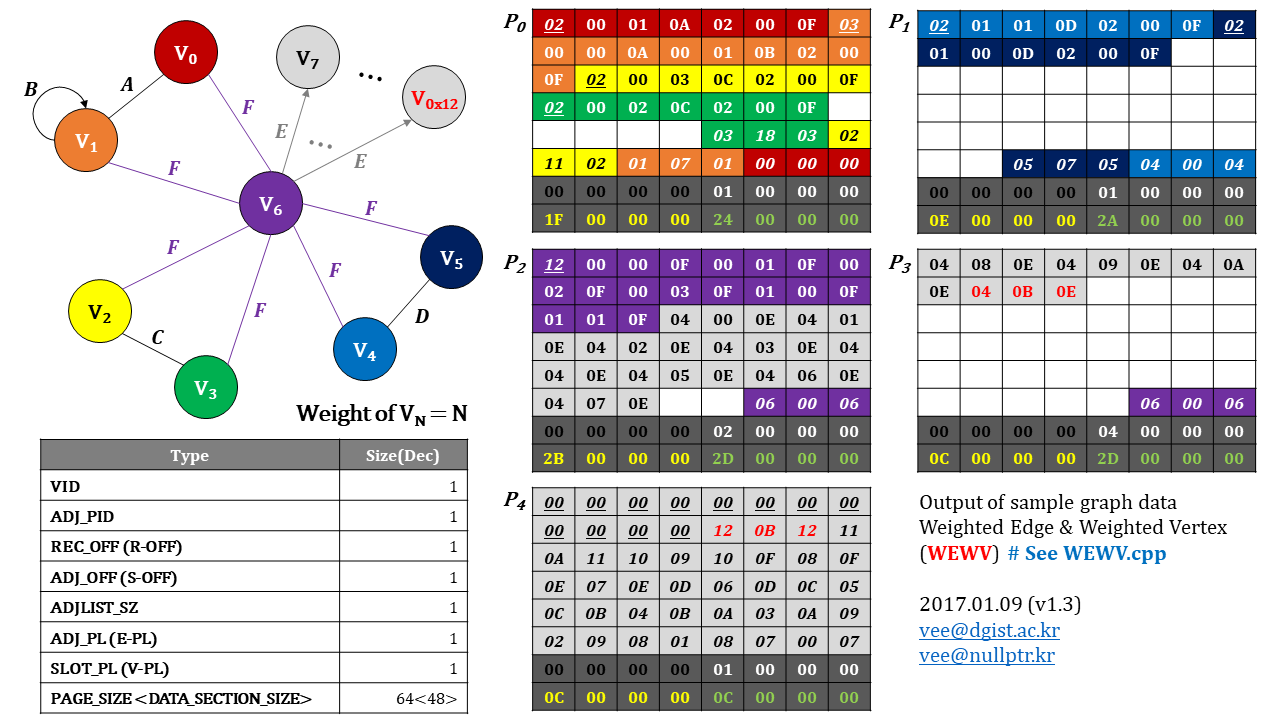 V0
V7
...
V0x12
B
A
F
E
...
E
V1
F
V6
F
F
F
V5
F
V2
C
V3
V4
D
Weight of VN = N
Type Size(Dec)
VID 1
ADJ_PID 1
REC_OFF (R-OFF) 1
ADJ_OFF (S-OFF) 1
ADJLIST_SZ 1
ADJ_PL (E-PL) 1
SLOT_PL (V-PL) 1
PAGE_SIZE <DATA_SECTION_SIZE> 64<48>
P0
02 00 01 0A 02 00 0F 03
00 00 0A 00 01 0B 02 00
0F 02 00 03 0C 02 00 0F
02 00 02 0C 02 00 0F
03 18 03 02
11 02 01 07 01 00 00 00
00 00 00 00 01 00 00 00
1F 00 00 00 24 00 00 00
P1
02 01 01 0D 02 00 0F 02
01 00 0D 02 00 0F
05 07 05 04 00 04
00 00 00 00 01 00 00 00
0E 00 00 00 2A 00 00 00
P2
12 00 00 0F 00 01 0F 00
02 0F 00 03 0F 01 00 0F
01 01 0F 04 00 0E 04 01
0E 04 02 0E 04 03 0E 04
04 0E 04 05 0E 04 06 0E
04 07 0E 06 00 06
00 00 00 00 02 00 00 00
2B 00 00 00 2D 00 00 00
P3
04 08 0E 04 09 0E 04 0A
0E 04 0B 0E
06 00 06
00 00 00 00 04 00 00 00
0C 00 00 00 2D 00 00 00
P4
00 00 00 00 00 00 00 00
00 00 00 00 12 0B 12 11
0A 11 10 09 10 0F 08 0F
0E 07 0E 0D 06 0D 0C 05
0C 0B 04 0B 0A 03 0A 09
02 09 08 01 08 07 00 07
00 00 00 00 01 00 00 00
0C 00 00 00 0C 00 00 00
Output of sample graph data
Weighted Edge & Weighted Vertex
(WEWV) # See WEWV.cpp
2017.01.09 (v1.3)
vee@dgist.ac.kr
vee@nullptr.kr